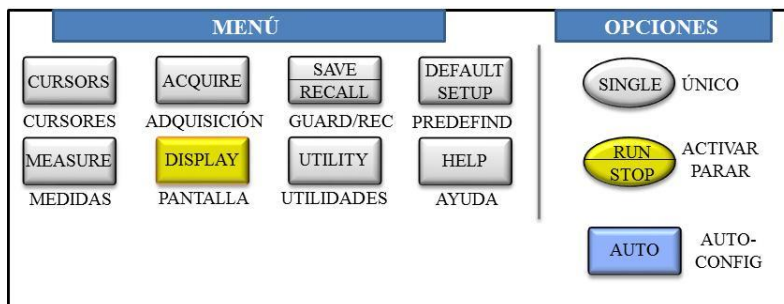 MENÚ
CURSORS
ACQUIRE
SAVE
RECALL
DEFAULT
SETUP
CURSORES
ADQUISICIÓN
GUARD/REC
PREDEFIND
MEASURE
DISPLAY
UTILITY
HELP
MEDIDAS
PANTALLA
UTILIDADES
AYUDA
OPCIONES
SINGLE
ÚNICO
RUN
STOP
ACTIVAR
PARAR
AUTO
AUTO-
CONFIG